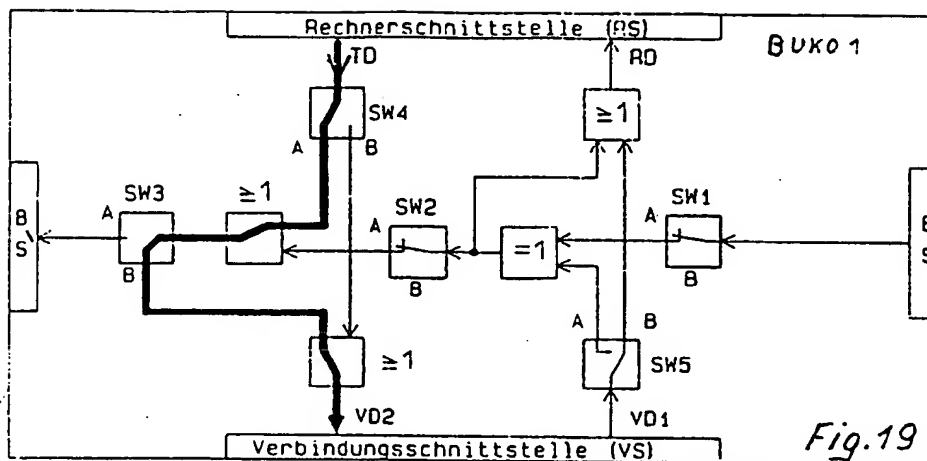 Rechnerschnittstelle (RS)
BUKO 1
TD
RD
SW4
≥1
A B
SW3
≥1
SW2
SW1
B
S
A
A
A
B
S
=1
B
B
B
A B
≥1
SW5
VD2
VD1
Verbindungsschnittstelle (VS)
Fig.19